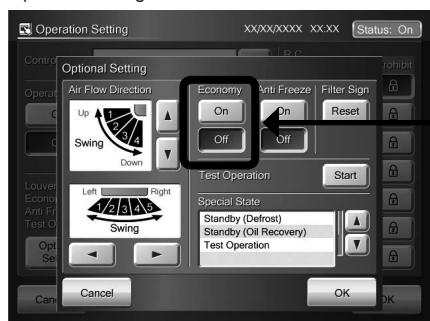 Operation Setting XX/XX/XXXX XX:XX Status: On
Optional Setting
Air Flow Direction Economy Anti Freeze Filter Sign
Up On On Reset
1 2 3 4
Swing Off Off
Down
Test Operation Start
Left Right
Special State
1/2/3/4/5
Swing
Standby (Defrost)
Standby (Oil Recovery)
Test Operation
Cancel OK
OK